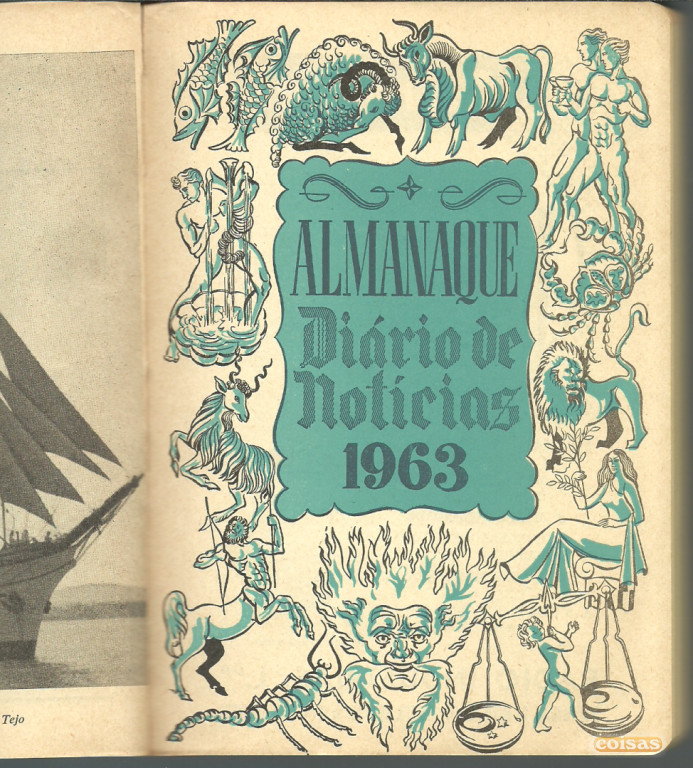 Tejo
ALMANAQUE
Diário de
Notícias
1963
coisas